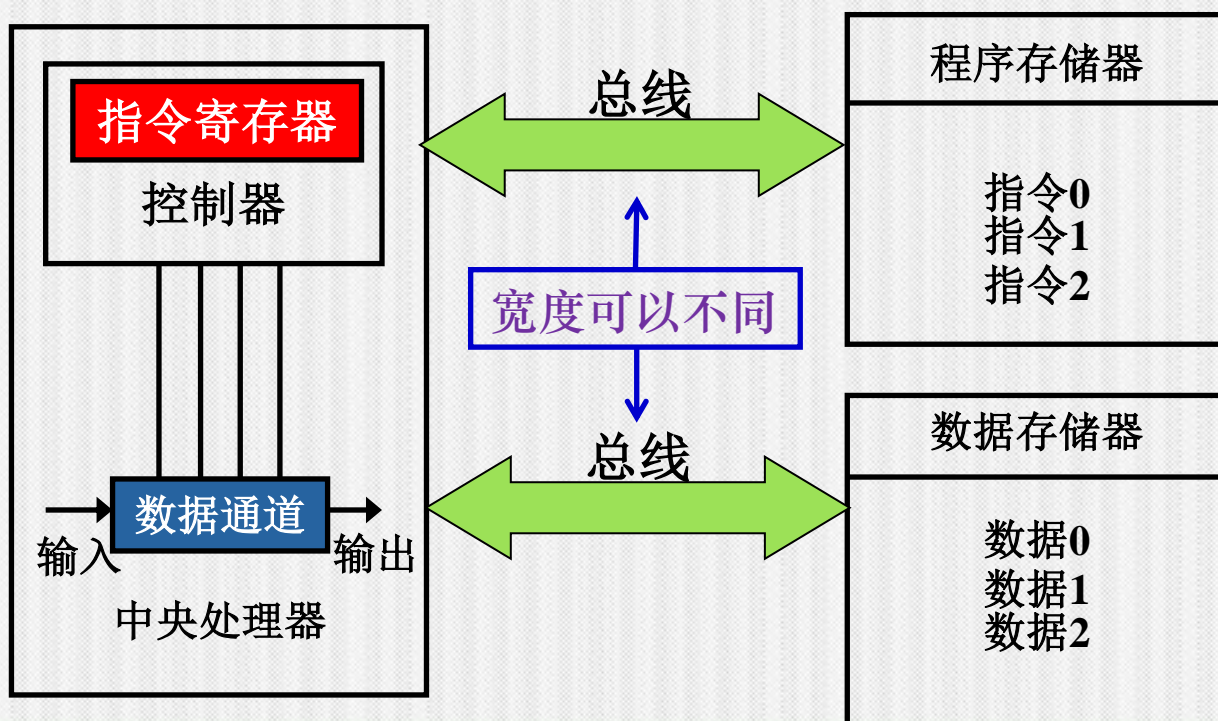 指令寄存器
控制器
数据通道
输入
输出
中央处理器
总线
宽度可以不同
总线
程序存储器
指令0
指令1
指令2
数据存储器
数据0
数据1
数据2